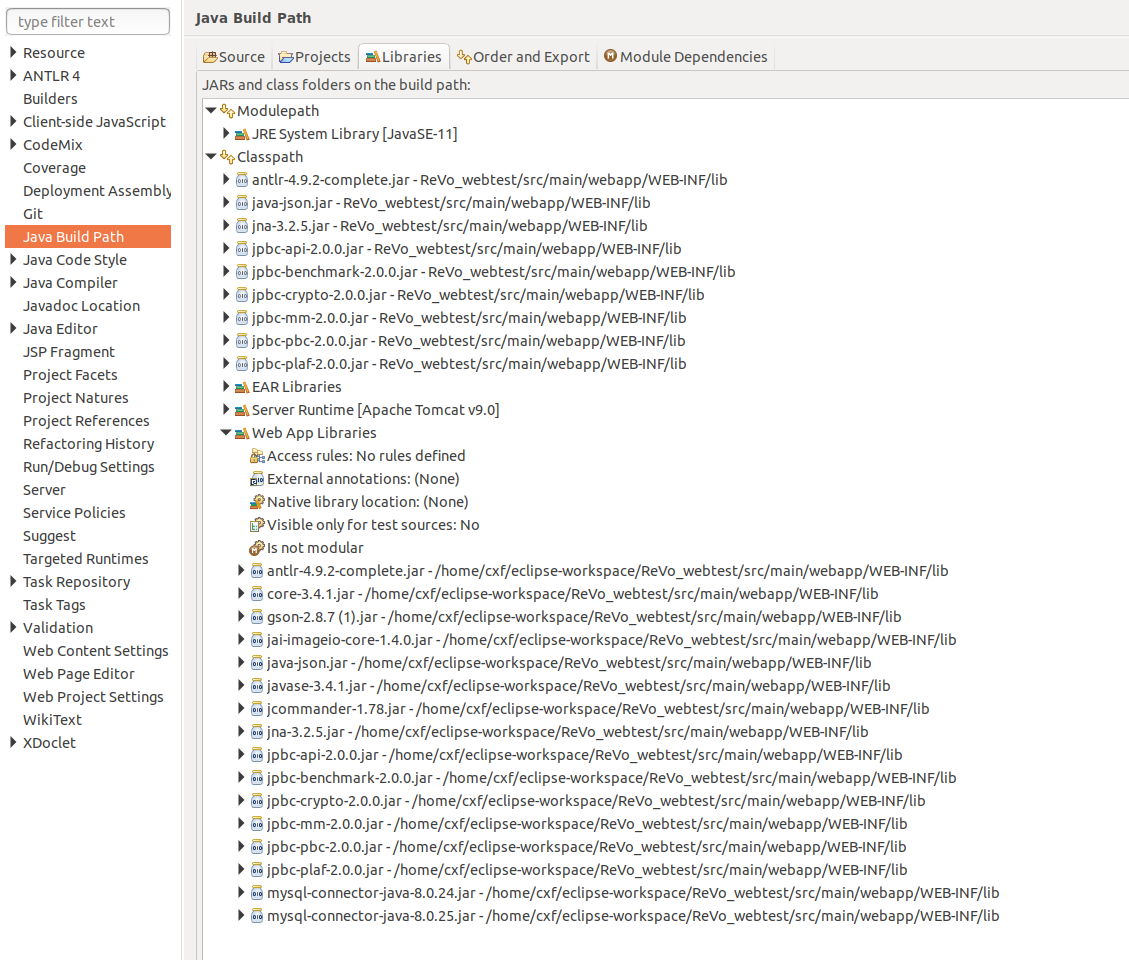 type filter text
Resource
ANTLR 4
Builders
Client-side JavaScript
CodeMix
Coverage
Deployment Assembly
Git
Java Build Path
Java Code Style
Java Compiler
Javadoc Location
Java Editor
JSP Fragment
Project Facets
Project Natures
Project References
Refactoring History
Run/Debug Settings
Server
Service Policies
Suggest
Targeted Runtimes
Task Repository
Task Tags
Validation
Web Content Settings
Web Page Editor
Web Project Settings
WikiText
XDoclet
Java Build Path
Source Projects Libraries Order and Export Module Dependencies
JARs and class folders on the build path:
Modulepath
JRE System Library [JavaSE-11]
Classpath
antlr-4.9.2-complete.jar - ReVo_webtest/src/main/webapp/WEB-INF/lib
java-json.jar - ReVo_webtest/src/main/webapp/WEB-INF/lib
jna-3.2.5.jar - ReVo_webtest/src/main/webapp/WEB-INF/lib
jpbc-api-2.0.0.jar - ReVo_webtest/src/main/webapp/WEB-INF/lib
jpbc-benchmark-2.0.0.jar - ReVo_webtest/src/main/webapp/WEB-INF/lib
jpbc-crypto-2.0.0.jar - ReVo_webtest/src/main/webapp/WEB-INF/lib
jpbc-mm-2.0.0.jar - ReVo_webtest/src/main/webapp/WEB-INF/lib
jpbc-pbc-2.0.0.jar - ReVo_webtest/src/main/webapp/WEB-INF/lib
jpbc-plaf-2.0.0.jar - ReVo_webtest/src/main/webapp/WEB-INF/lib
EAR Libraries
Server Runtime [Apache Tomcat v9.0]
Web App Libraries
Access rules: No rules defined
External annotations: (None)
Native library location: (None)
Visible only for test sources: No
Is not modular
antlr-4.9.2-complete.jar - /home/cxf/eclipse-workspace/ReVo_webtest/src/main/webapp/WEB-INF/lib
core-3.4.1.jar - /home/cxf/eclipse-workspace/ReVo_webtest/src/main/webapp/WEB-INF/lib
gson-2.8.7 (1).jar - /home/cxf/eclipse-workspace/ReVo_webtest/src/main/webapp/WEB-INF/lib
jai-imageio-core-1.4.0.jar - /home/cxf/eclipse-workspace/ReVo_webtest/src/main/webapp/WEB-INF/lib
java-json.jar - /home/cxf/eclipse-workspace/ReVo_webtest/src/main/webapp/WEB-INF/lib
javase-3.4.1.jar - /home/cxf/eclipse-workspace/ReVo_webtest/src/main/webapp/WEB-INF/lib
jcommander-1.78.jar - /home/cxf/eclipse-workspace/ReVo_webtest/src/main/webapp/WEB-INF/lib
jna-3.2.5.jar - /home/cxf/eclipse-workspace/ReVo_webtest/src/main/webapp/WEB-INF/lib
jpbc-api-2.0.0.jar - /home/cxf/eclipse-workspace/ReVo_webtest/src/main/webapp/WEB-INF/lib
jpbc-benchmark-2.0.0.jar - /home/cxf/eclipse-workspace/ReVo_webtest/src/main/webapp/WEB-INF/lib
jpbc-crypto-2.0.0.jar - /home/cxf/eclipse-workspace/ReVo_webtest/src/main/webapp/WEB-INF/lib
jpbc-mm-2.0.0.jar - /home/cxf/eclipse-workspace/ReVo_webtest/src/main/webapp/WEB-INF/lib
jpbc-pbc-2.0.0.jar - /home/cxf/eclipse-workspace/ReVo_webtest/src/main/webapp/WEB-INF/lib
jpbc-plaf-2.0.0.jar - /home/cxf/eclipse-workspace/ReVo_webtest/src/main/webapp/WEB-INF/lib
mysql-connector-java-8.0.24.jar - /home/cxf/eclipse-workspace/ReVo_webtest/src/main/webapp/WEB-INF/lib
mysql-connector-java-8.0.25.jar - /home/cxf/eclipse-workspace/ReVo_webtest/src/main/webapp/WEB-INF/lib